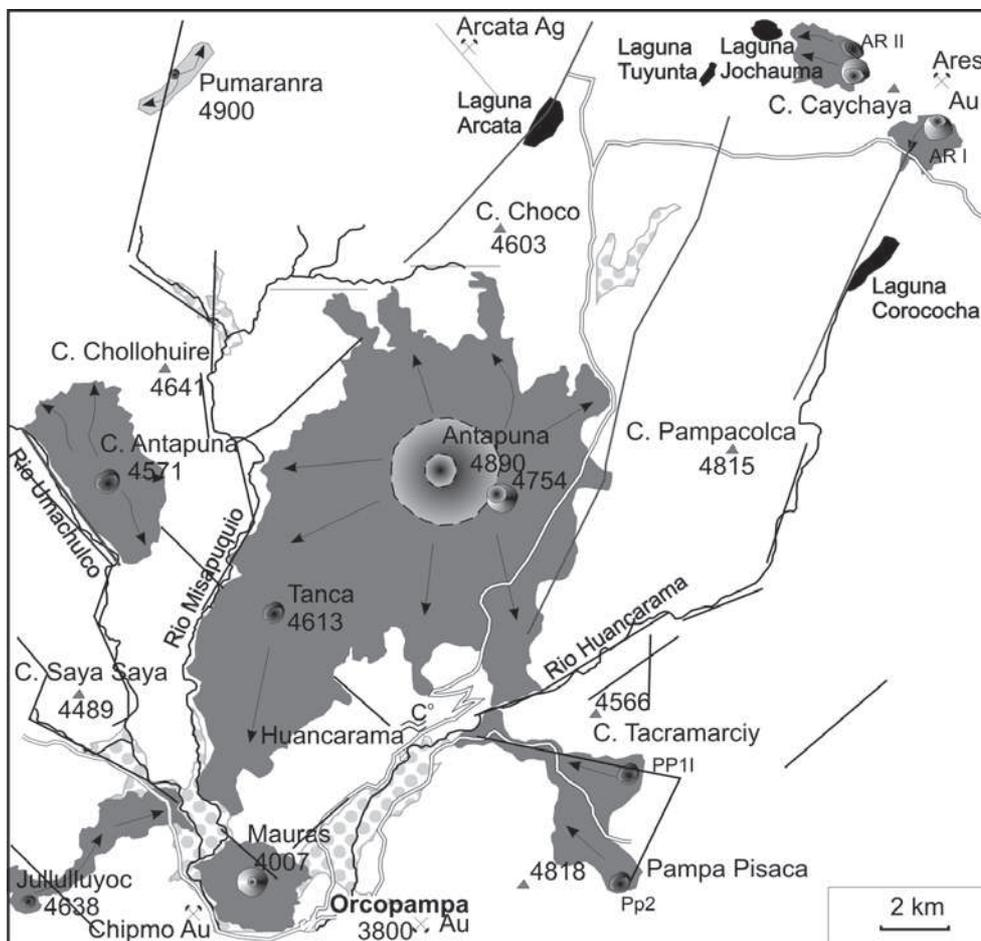 Arcata Ag
Pumaranra
4900
Laguna
Arcata
Laguna
Tuyunta
Laguna
Jochauma
AR II
Ares
C. Caychaya
Au
AR I
C. Choco
4603
Laguna
Corococha
C. Chollohuire
4641
C. Antapuna
4571
Rio Umachulco
Rio Misapuquio
Antapuna
4890
4754
C. Pampacolca
4815
Tanca
4613
Rio Huancarama
C. Saya Saya
4489
C°
Huancarama
4566
C. Tacramarciy
PP1I
Mauras
4007
Jullulluyoc
4638
Chipmo Au
Orcopampa
3800
Au
4818
Pampa Pisaca
Pp2
2 km